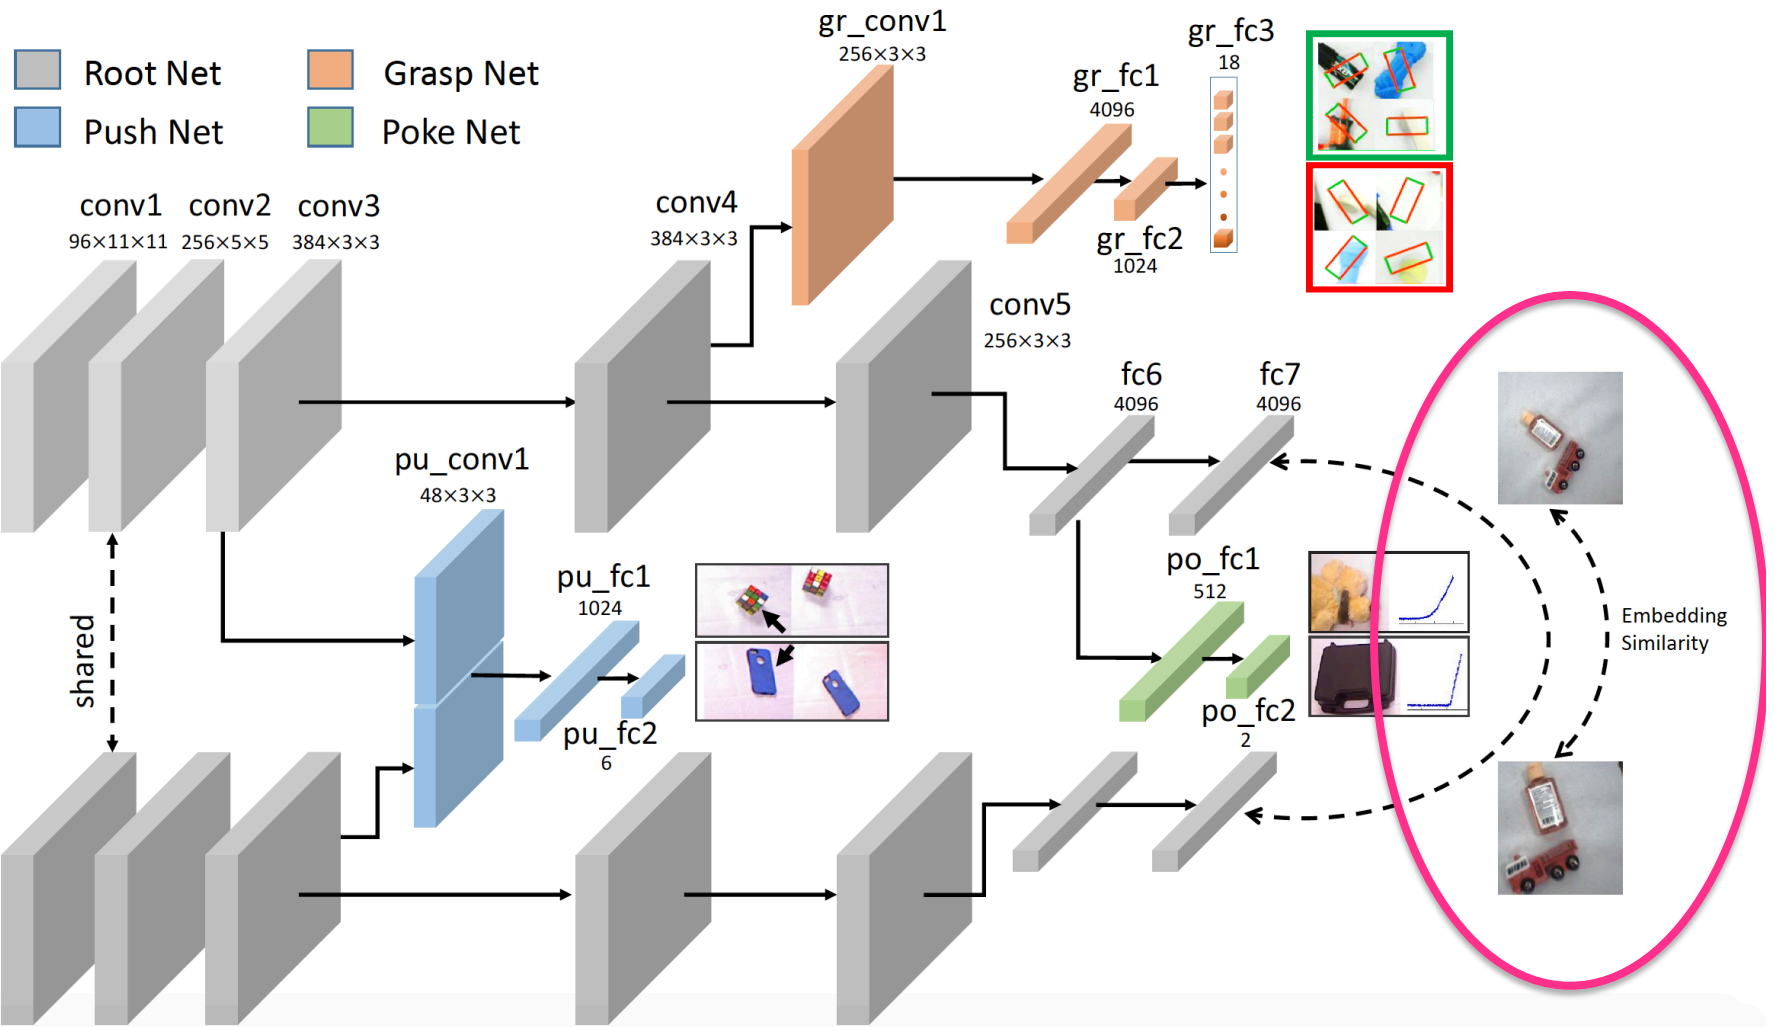 Root Net
Grasp Net
Push Net
Poke Net
gr_conv1
256×3×3
gr_fc3
18
gr_fc1
4096
gr_fc2
1024
conv1
96×11×11
conv2
256×5×5
conv3
384×3×3
conv4
384×3×3
conv5
256×3×3
fc6
4096
fc7
4096
pu_conv1
48×3×3
pu_fc1
1024
pu_fc2
6
po_fc1
512
po_fc2
2
shared
Embedding
Similarity